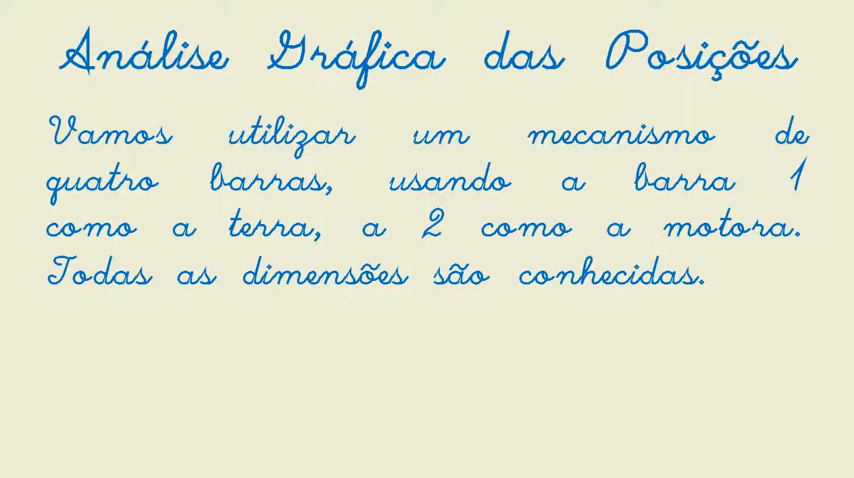 Análise Gráfica das Posições
Vamos utilizar um mecanismo de
quatro barras, usando a barra 1
como a terra, a 2 como a motora.
Todas as dimensões são conhecidas.